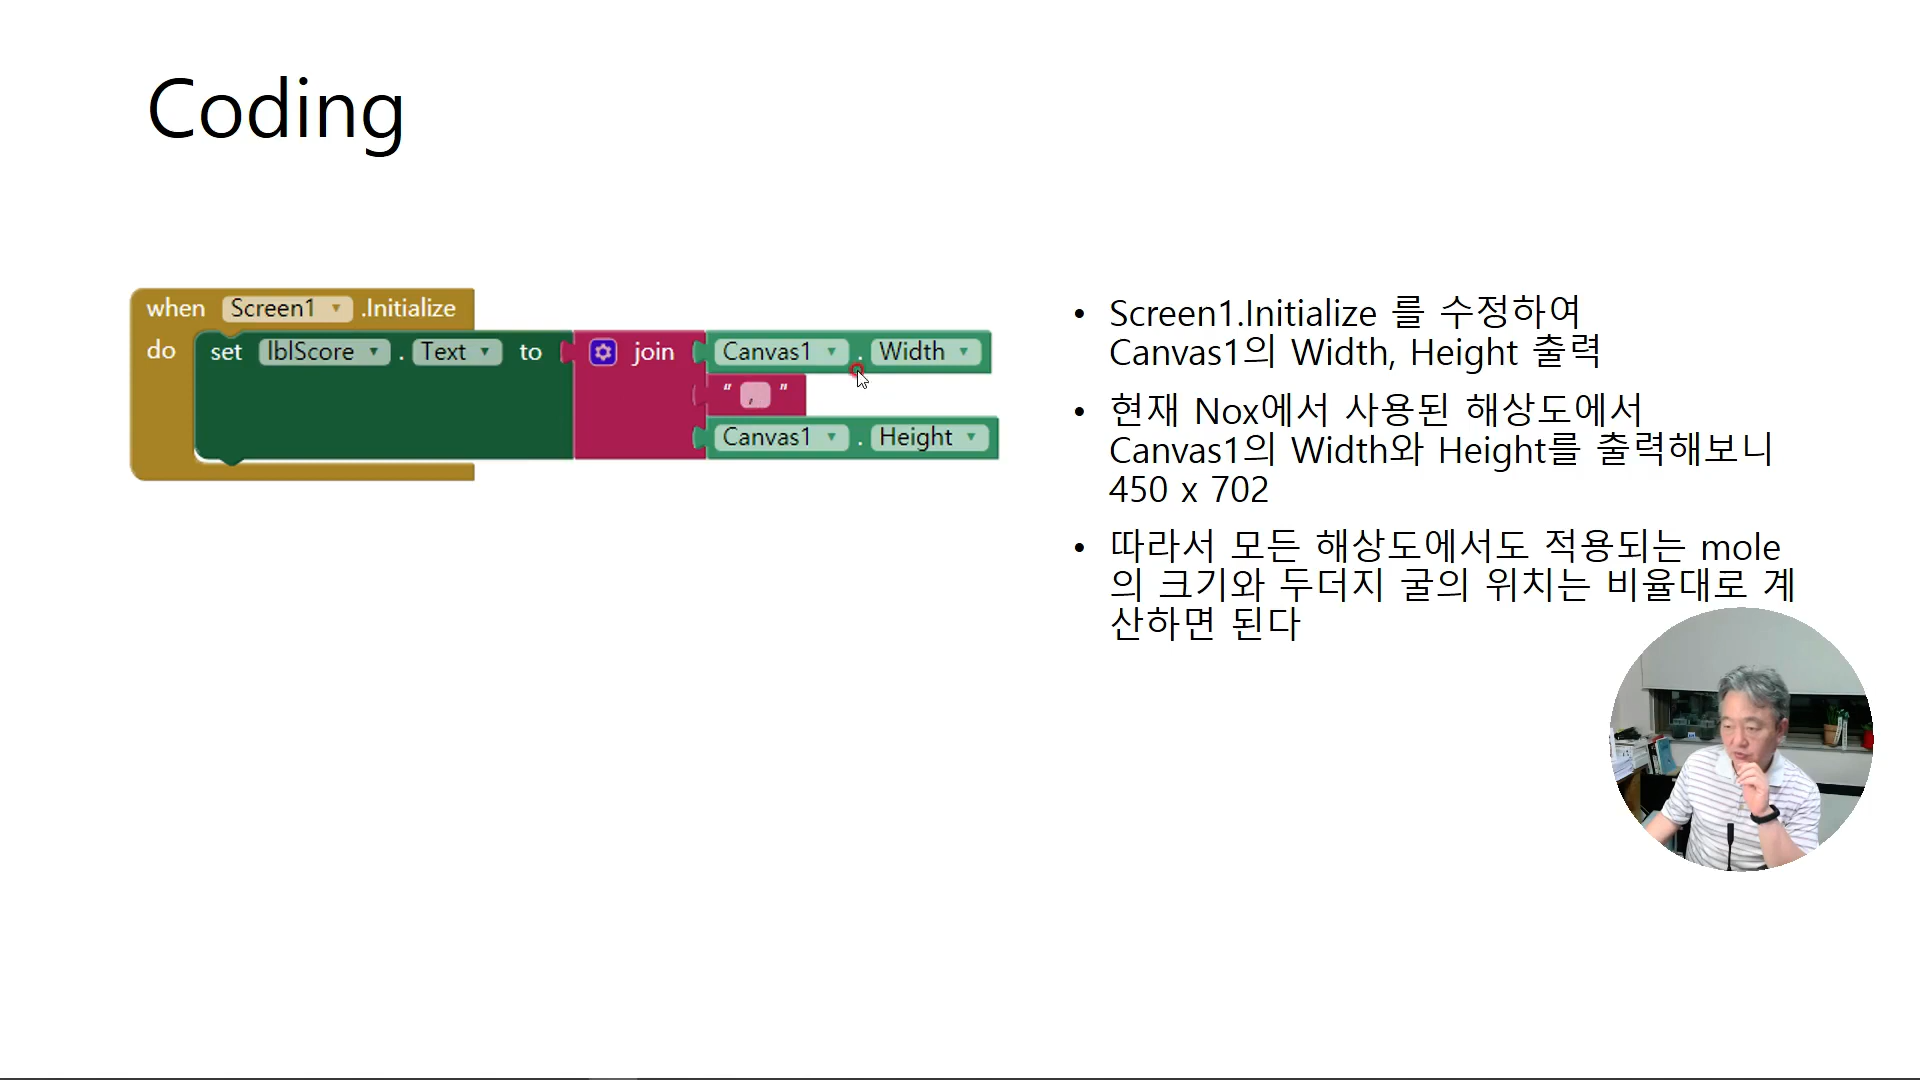 Coding
when Screen1 .Initialize
do set lblScore . Text to join Canvas1 . Width
" , "
Canvas1 . Height
• Screen1.Initialize 를 수정하여
Canvas1의 Width, Height 출력
• 현재 Nox에서 사용된 해상도에서
Canvas1의 Width와 Height를 출력해보니
450 x 702
• 따라서 모든 해상도에서도 적용되는 mole
의 크기와 두더지 굴의 위치는 비율대로 계
산하면 된다